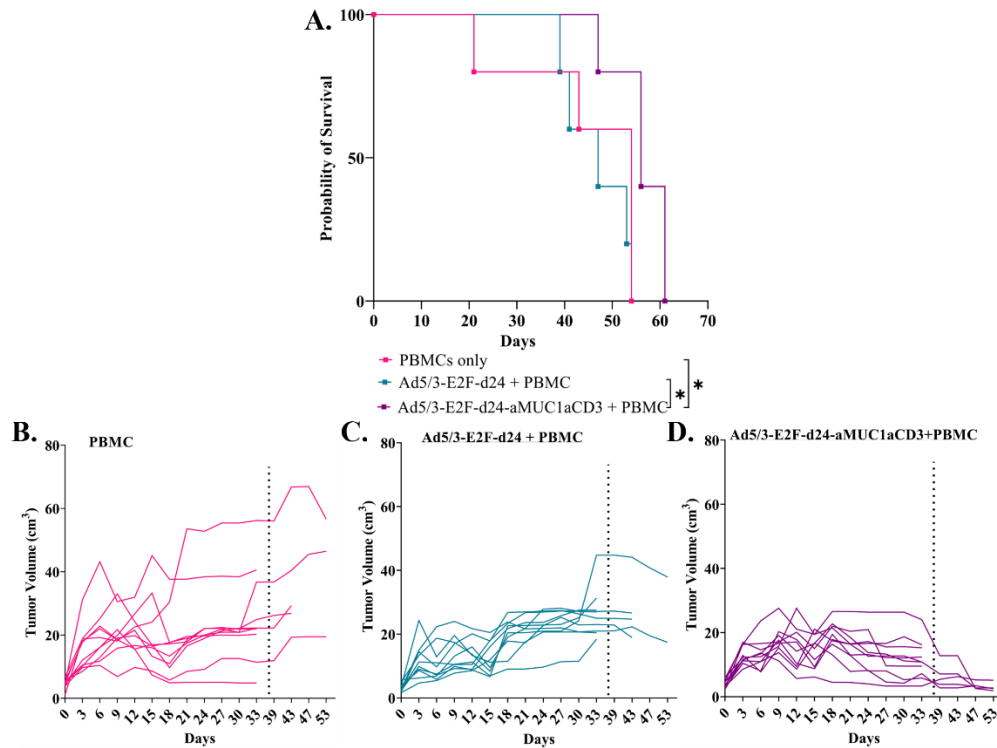 A.
Probability of Survival
100
50
0
0 10 20 30 40 50 60 70
Days
PBMCs only
Ad5/3-E2F-d24 + PBMC
Ad5/3-E2F-d24-aMUC1aCD3 + PBMC
*
*
B.
PBMC
Tumor Volume (cm³)
80
60
40
20
0
0 3 6 9 12 15 18 21 24 27 30 33 39 43 47 53
Days
C.
Ad5/3-E2F-d24 + PBMC
Tumor Volume (cm³)
80
60
40
20
0
0 3 6 9 12 15 18 21 24 27 30 33 39 43 47 53
Days
D.
Ad5/3-E2F-d24-aMUC1aCD3+PBMC
Tumor Volume (cm³)
80
60
40
20
0
0 3 6 9 12 15 18 21 24 27 30 33 39 43 47 53
Days